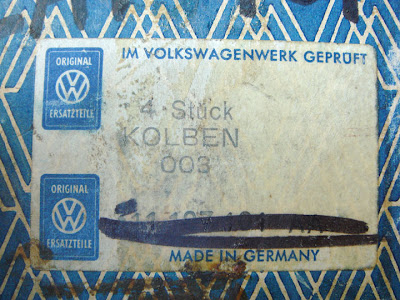 IM VOLKSWAGENWERK GEPRÜFT
ORIGINAL
VW
ERSATZTEILE
4 Stück
KOLBEN
003
ORIGINAL
VW
ERSATZTEILE
MADE IN GERMANY